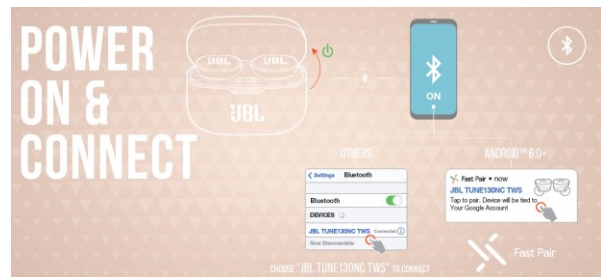 POWER
ON &
CONNECT
JBL JBL
JBL
ON
OTHERS
Settings Bluetooth
Bluetooth
DEVICES
JBL TUNE130NC TWS Connected
Now Discoverable
ANDROID™ 6.0+
Fast Pair • now
JBL TUNE130NC TWS
Tap to pair. Device will be tied to
Your Google Account
Fast Pair
CHOOSE "JBL TUNE130NC TWS" TO CONNECT